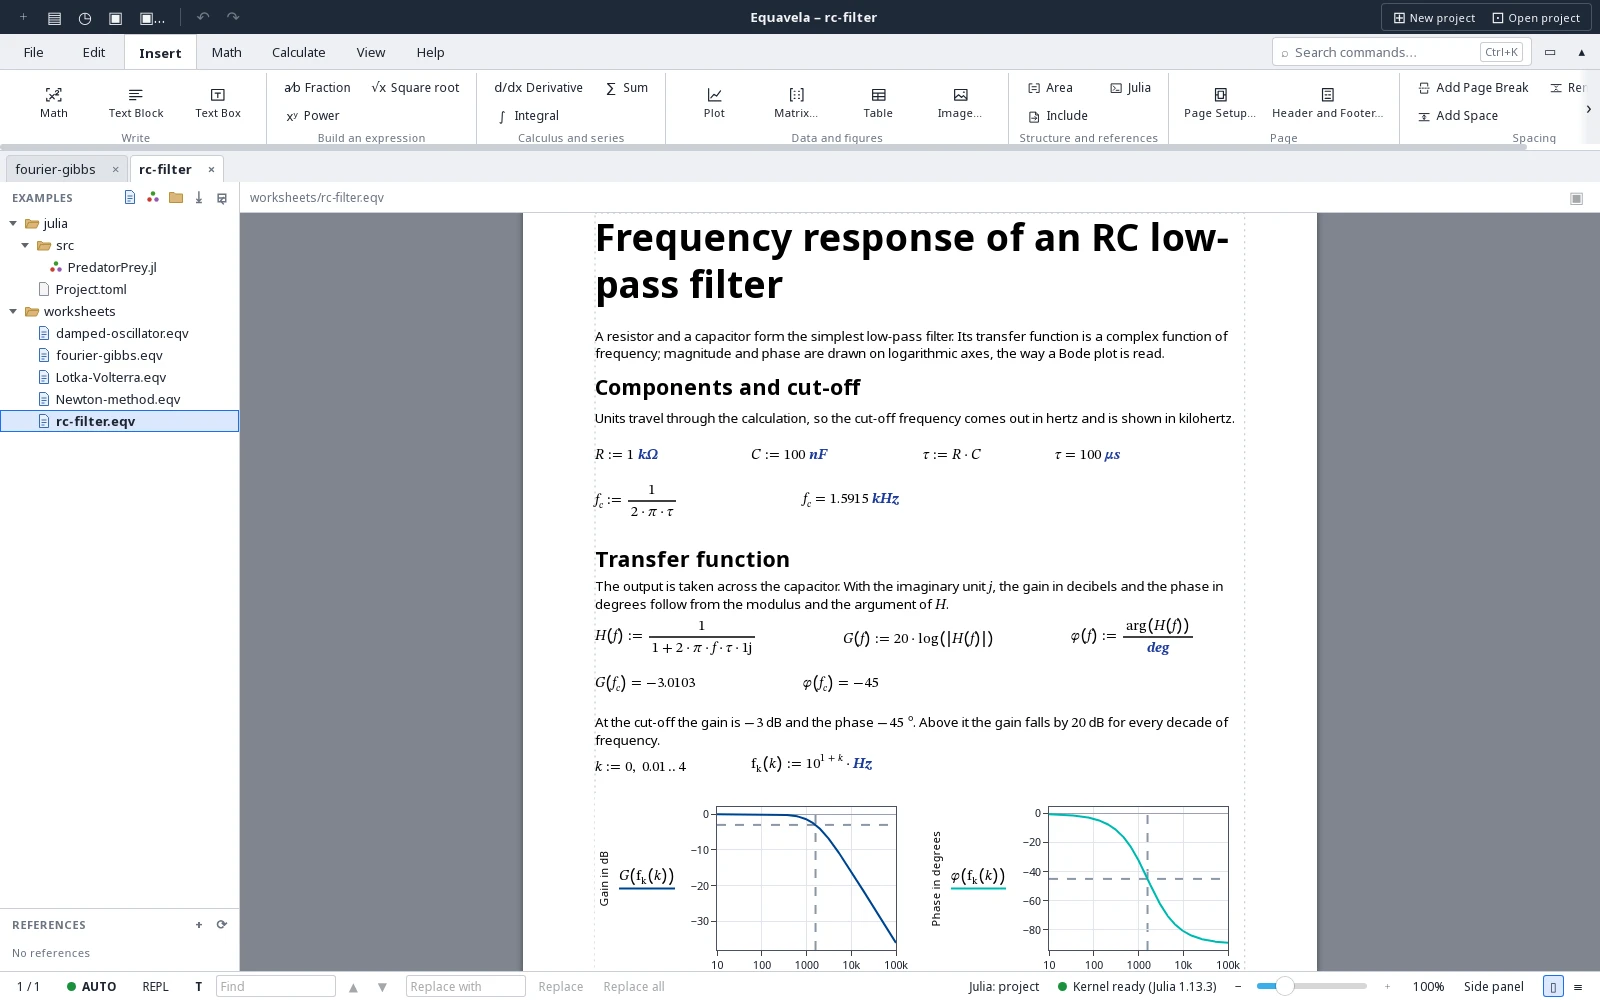 Equavela – rc-filter
New project
Open project
File Edit Insert Math Calculate View Help
Search commands... Ctrl+K
Math Text Block Text Box
Write
a/b Fraction √x Square root
xʸ Power
Build an expression
d/dx Derivative ∑ Sum
∫ Integral
Calculus and series
Plot Matrix... Table Image...
Data and figures
Area Julia
Include
Structure and references
Page Setup... Header and Footer...
Page
Add Page Break
Add Space
Spacing
fourier-gibbs × rc-filter ×
EXAMPLES
julia
src
PredatorPrey.jl
Project.toml
worksheets
damped-oscillator.eqv
fourier-gibbs.eqv
Lotka-Volterra.eqv
Newton-method.eqv
rc-filter.eqv
REFERENCES
No references
worksheets/rc-filter.eqv
Frequency response of an RC low-
pass filter
A resistor and a capacitor form the simplest low-pass filter. Its transfer function is a complex function of
frequency; magnitude and phase are drawn on logarithmic axes, the way a Bode plot is read.
Components and cut-off
Units travel through the calculation, so the cut-off frequency comes out in hertz and is shown in kilohertz.
R := 1 kΩ C := 100 nF τ := R · C τ = 100 μs
f_c := 1 / (2 · π · τ) f_c = 1.5915 kHz
Transfer function
The output is taken across the capacitor. With the imaginary unit j, the gain in decibels and the phase in
degrees follow from the modulus and the argument of H.
H(f) := 1 / (1 + 2 · π · f · τ · 1j) G(f) := 20 · log(|H(f)|) φ(f) := arg(H(f)) / deg
G(f_c) = −3.0103 φ(f_c) = −45
At the cut-off the gain is −3 dB and the phase −45 °. Above it the gain falls by 20 dB for every decade of
frequency.
k := 0, 0.01 .. 4 f_k(k) := 10^(1 + k) · Hz
Gain in dB
G(f_k(k))
0
−10
−20
−30
10 100 1000 10k 100k
Phase in degrees
φ(f_k(k))
0
−20
−40
−60
−80
10 100 1000 10k 100k
1 / 1 AUTO REPL T Find Replace with Replace Replace all
Julia: project Kernel ready (Julia 1.13.3) − + 100% Side panel